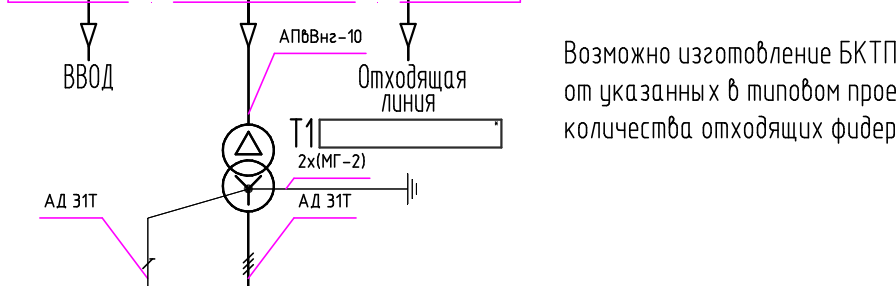 АПвВнг-10
ВВОД
Отходящая
линия
Т1
*
2х(МГ-2)
АД 31Т
АД 31Т
Возможно изготовление БКТП
от указанных в типовом прое
количества отходящих фидер